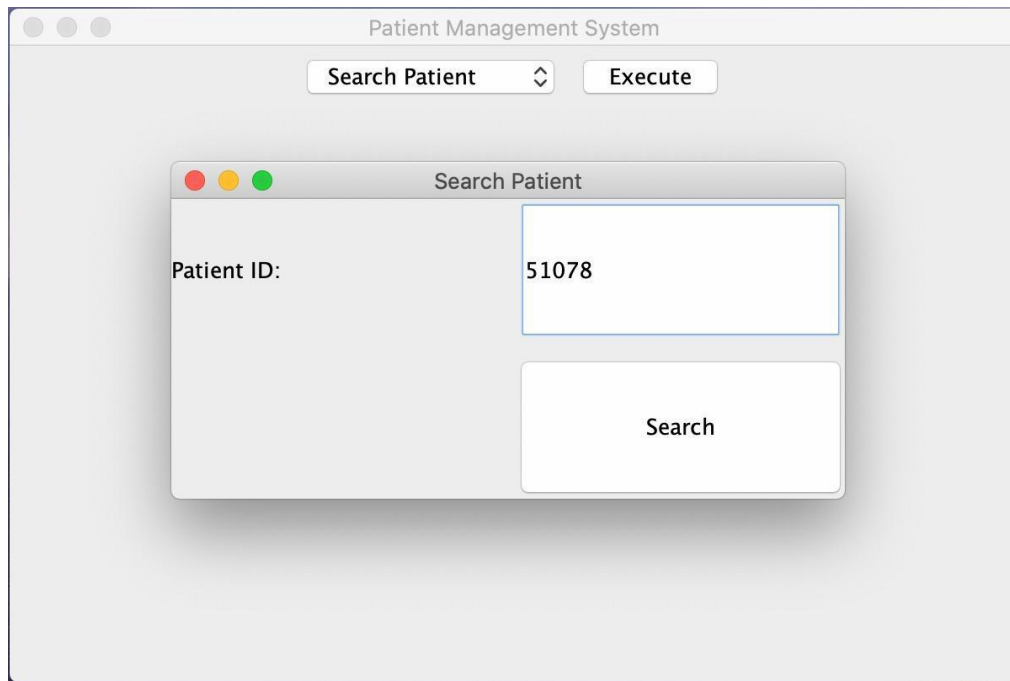 Patient Management System
Search Patient Execute
Search Patient
Patient ID: 51078
Search